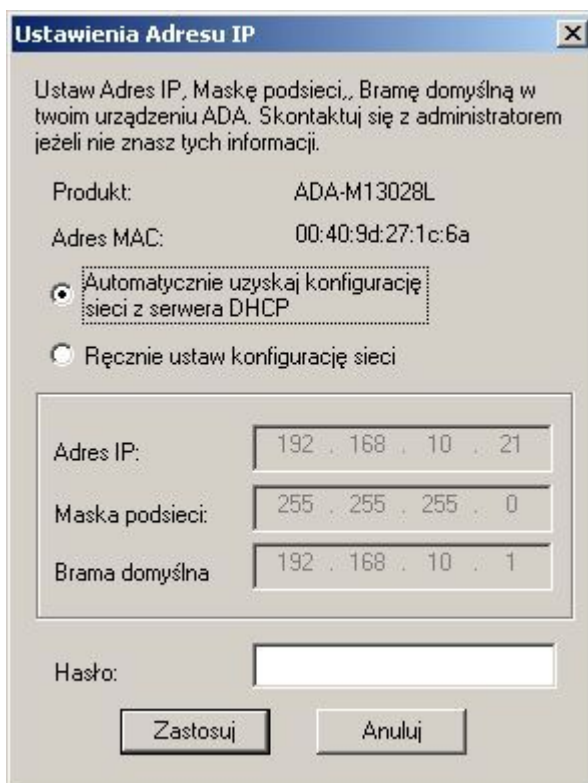 Ustawienia Adresu IP
Ustaw Adres IP, Maskę podsieci,, Bramę domyślną w
twoim urządzeniu ADA. Skontaktuj się z administratorem
jeżeli nie znasz tych informacji.
Produkt: ADA-M13028L
Adres MAC: 00:40:9d:27:1c:6a
Automatycznie uzyskaj konfigurację
sieci z serwera DHCP
Ręcznie ustaw konfigurację sieci
Adres IP: 192 . 168 . 10 . 21
Maska podsieci: 255 . 255 . 255 . 0
Brama domyślna 192 . 168 . 10 . 1
Hasło:
Zastosuj Anuluj